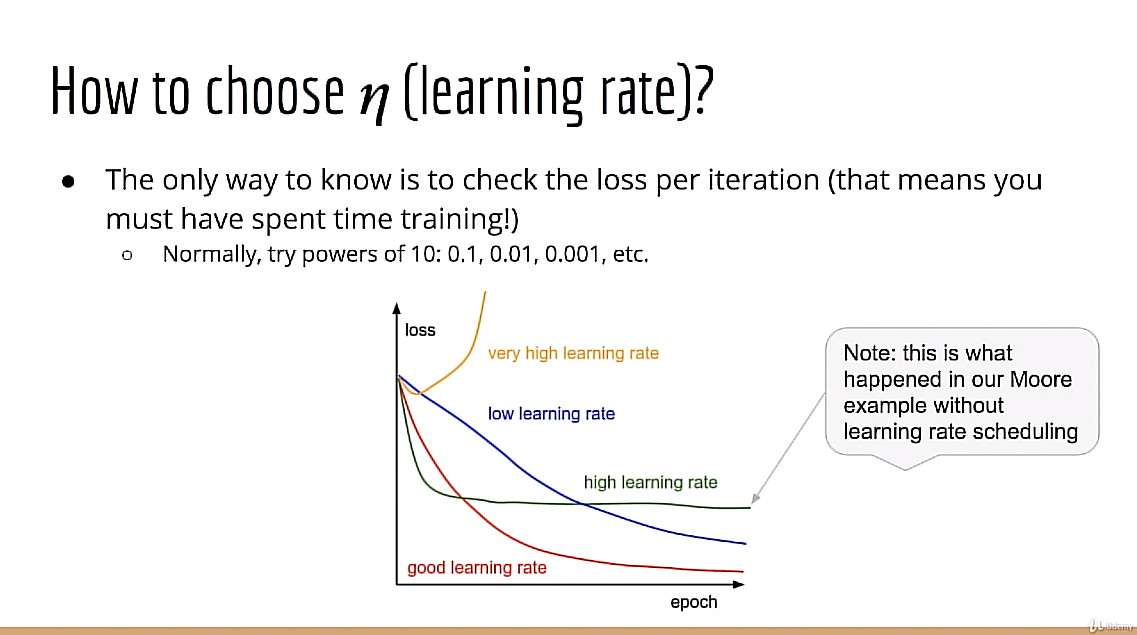 How to choose η (learning rate)?
● The only way to know is to check the loss per iteration (that means you
must have spent time training!)
○ Normally, try powers of 10: 0.1, 0.01, 0.001, etc.
loss
very high learning rate
low learning rate
high learning rate
good learning rate
epoch
Note: this is what
happened in our Moore
example without
learning rate scheduling
Udemy